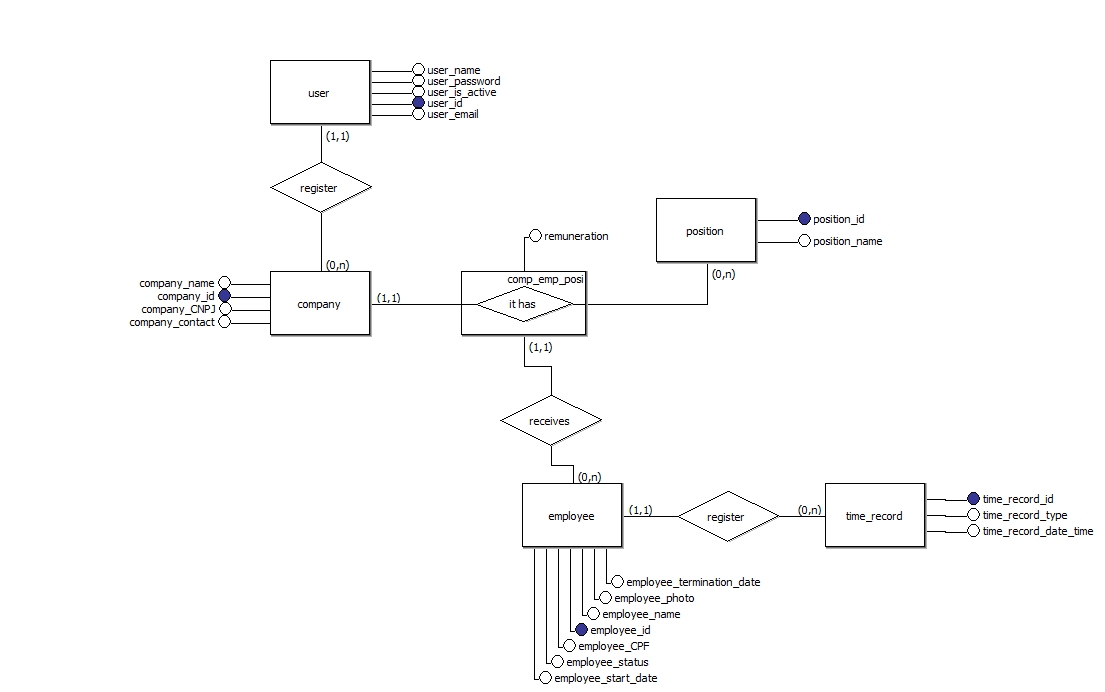 user
user_name
user_password
user_is_active
user_id
user_email
(1,1)
register
(0,n)
company_name
company_id
company_CNPJ
company_contact
company
(1,1)
remuneration
comp_emp_posi
it has
position
position_id
position_name
(0,n)
(1,1)
receives
(0,n)
employee
(1,1)
register
(0,n)
time_record
time_record_id
time_record_type
time_record_date_time
employee_termination_date
employee_photo
employee_name
employee_id
employee_CPF
employee_status
employee_start_date